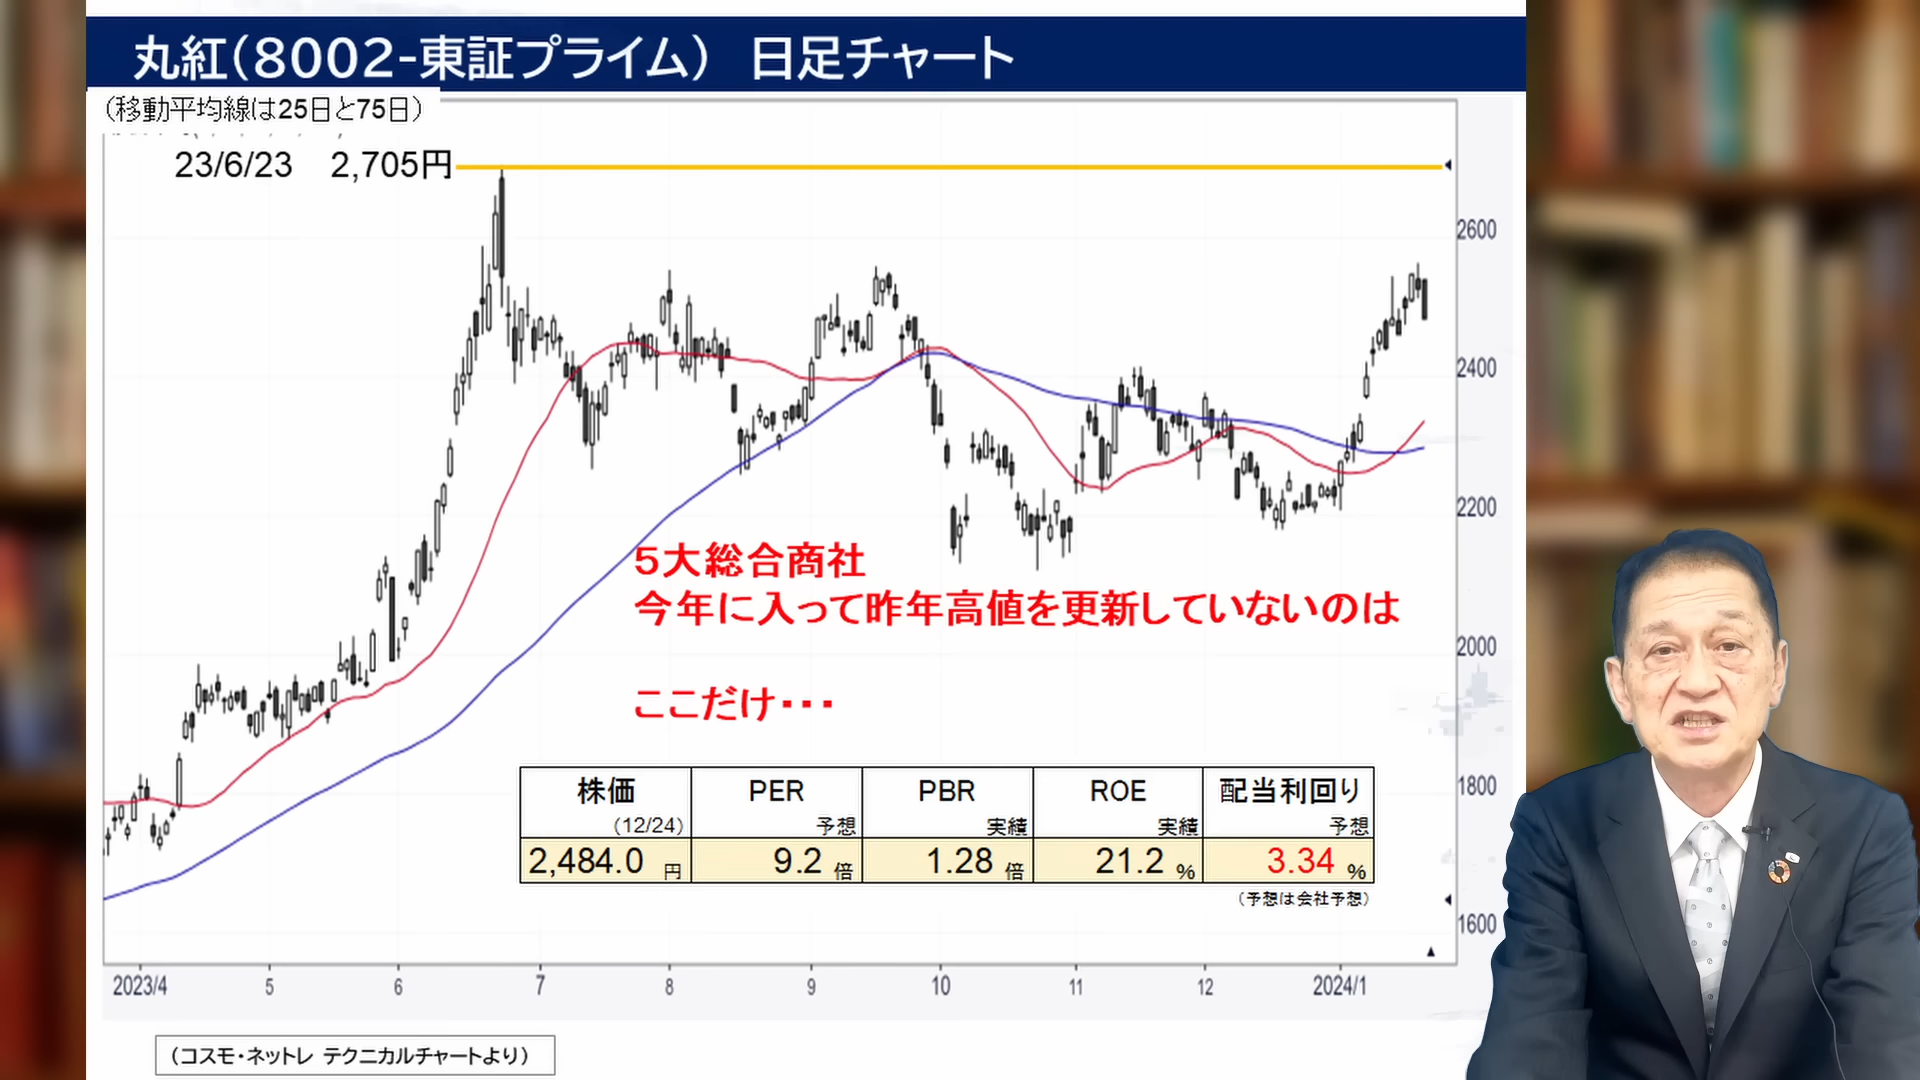 丸紅(8002-東証プライム) 日足チャート
(移動平均線は25日と75日)
23/6/23 2,705円
2600
2400
2200
5大総合商社
今年に入って昨年高値を更新していないのは
2000
ここだけ・・・
1800
株価 PER PBR ROE 配当利回り
(12/24) 予想 実績 実績 予想
2,484.0 円 9.2 倍 1.28 倍 21.2 % 3.34 %
(予想は会社予想)
1600
2023/4 5 6 7 8 9 10 11 12 2024/1
(コスモ・ネットレ テクニカルチャートより)